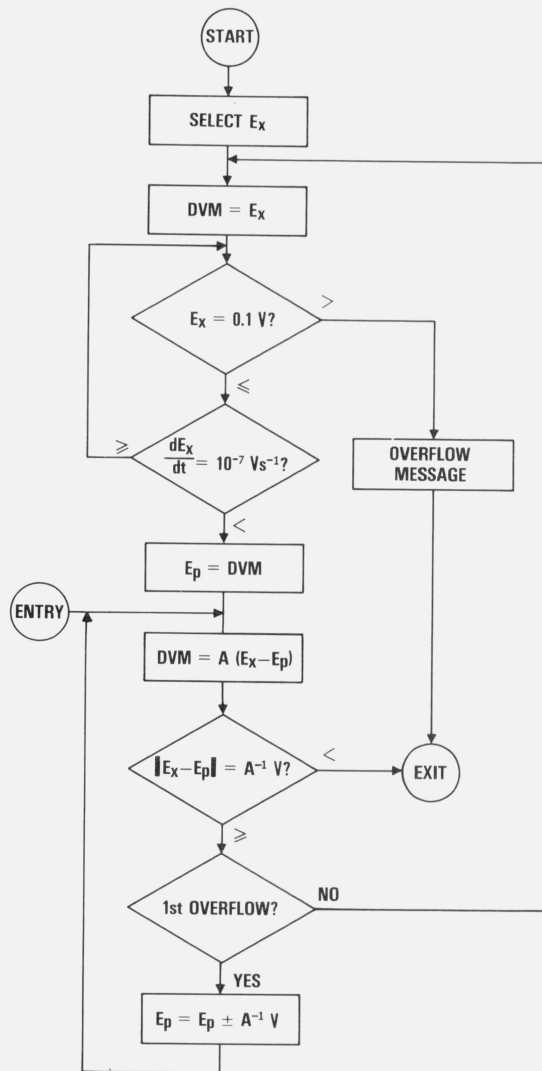 START
SELECT Eₓ
DVM = Eₓ
Eₓ = 0.1 V?
>
≤
dEₓ
dt = 10⁻⁷ Vs⁻¹?
≥
OVERFLOW
MESSAGE
<
Eₚ = DVM
ENTRY
DVM = A (Eₓ–Eₚ)
|Eₓ–Eₚ| = A⁻¹ V?
<
EXIT
≥
1st OVERFLOW?
NO
YES
Eₚ = Eₚ ± A⁻¹ V